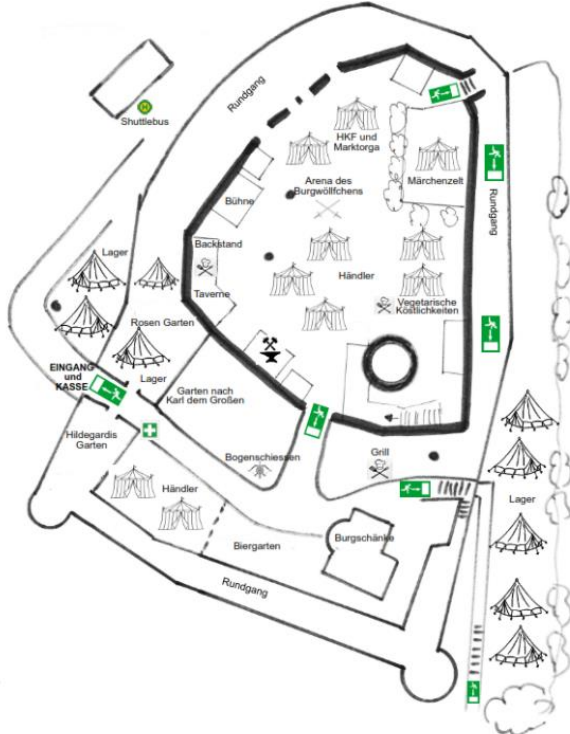 Rundgang
H
Shuttlebus
HKF und
Marktorga
Märchenzelt
Arena des
Burgwöllfchens
Rundgang
Bühne
Backstand
Lager
Händler
Taverne
Vegetarische
Köstlichkeiten
Rosen Garten
EINGANG
und
KASSE
Lager
Garten nach
Karl dem Großen
Hildegardis
Garten
Bogenschiessen
Grill
Händler
Lager
Biergarten
Burgschänke
Rundgang